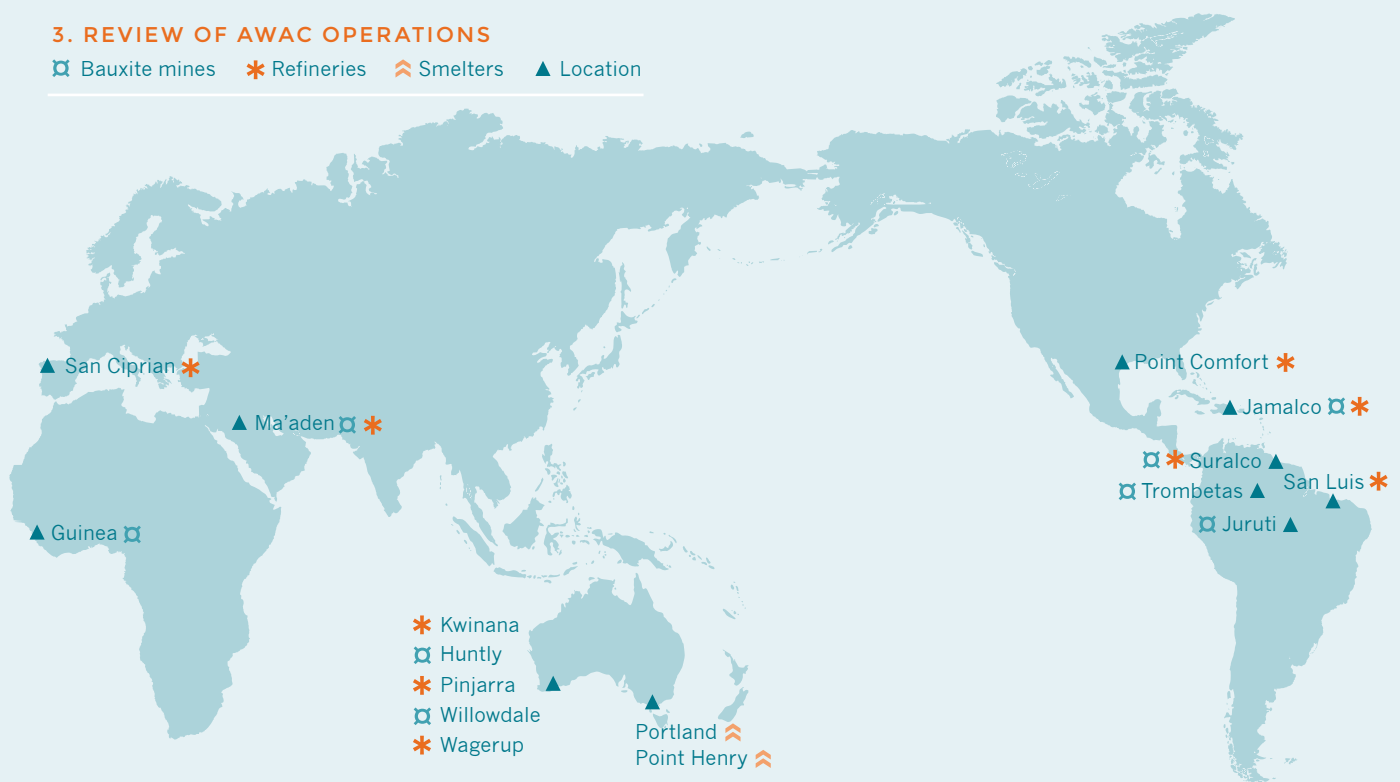 3. REVIEW OF AWAC OPERATIONS
Bauxite mines Refineries Smelters Location
San Ciprian
Ma’aden
Guinea
Kwinana
Huntly
Pinjarra
Willowdale
Wagerup
Portland
Point Henry
Point Comfort
Jamalco
Suralco
San Luis
Trombetas
Juruti